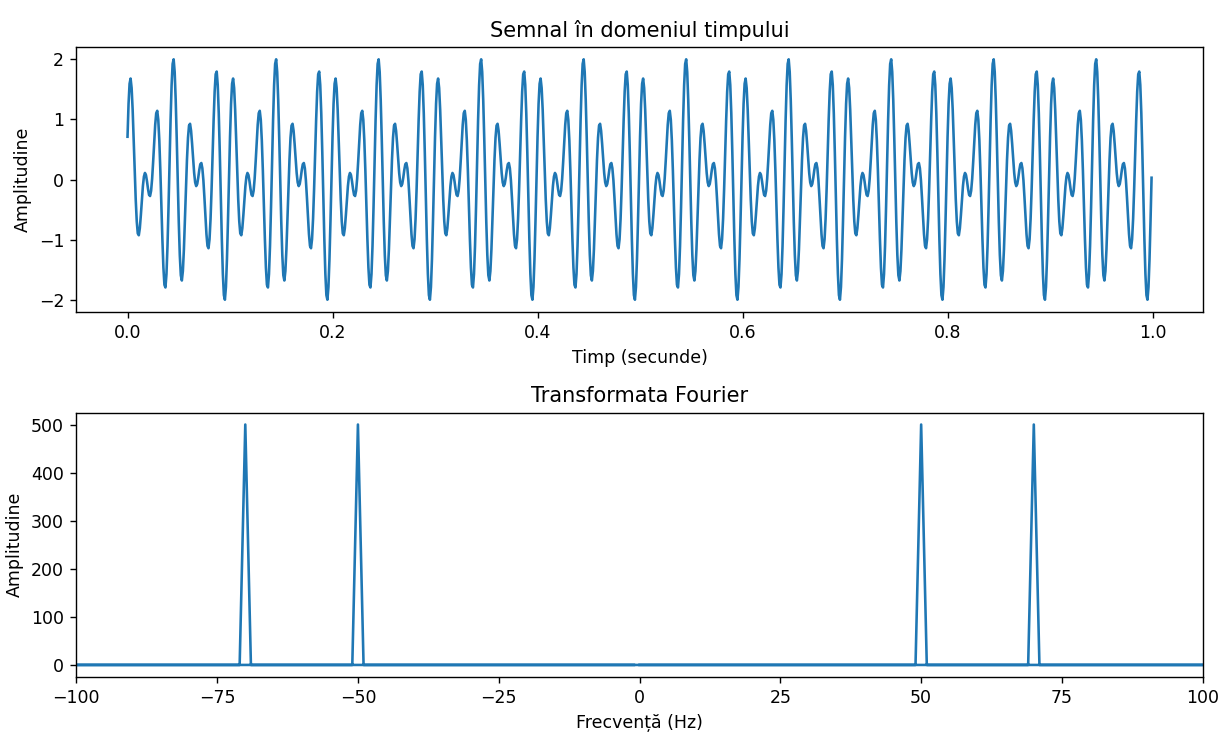 Semnal în domeniul timpului
Amplitudine
2
1
0
−1
−2
0.0 0.2 0.4 0.6 0.8 1.0
Timp (secunde)
Transformata Fourier
Amplitudine
500
400
300
200
100
0
−100 −75 −50 −25 0 25 50 75 100
Frecvență (Hz)